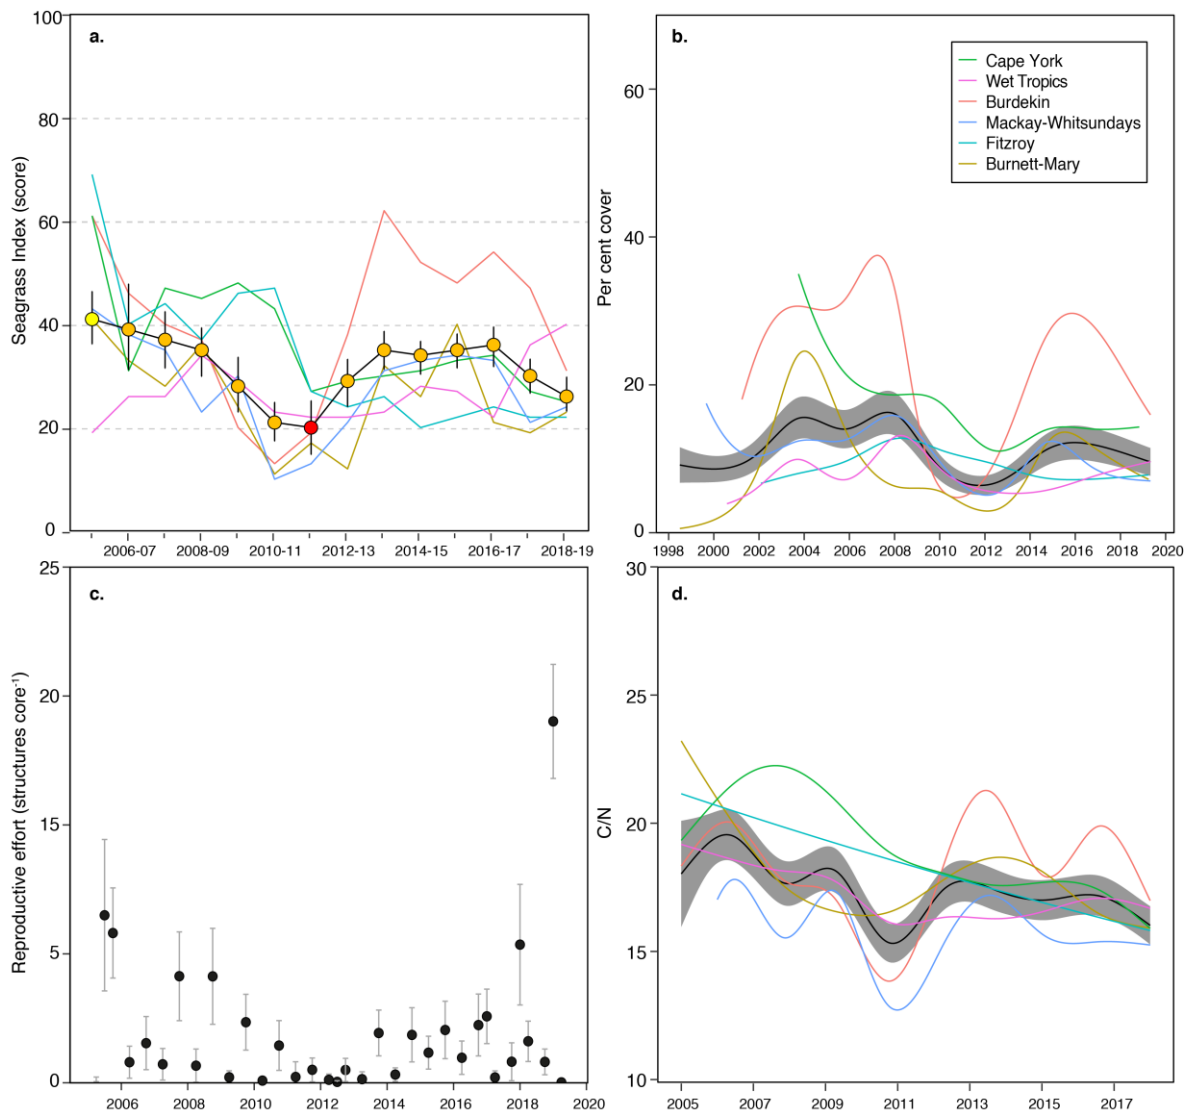 a.
100
80
60
40
20
0
Seagrass Index (score)
2006-07 2008-09 2010-11 2012-13 2014-15 2016-17 2018-19
b.
Cape York
Wet Tropics
Burdekin
Mackay-Whitsundays
Fitzroy
Burnett-Mary
60
40
20
0
Per cent cover
1998 2000 2002 2004 2006 2008 2010 2012 2014 2016 2018 2020
c.
25
20
15
5
0
Reproductive effort (structures core⁻¹)
2006 2008 2010 2012 2014 2016 2018 2020
d.
30
25
20
15
10
C/N
2005 2007 2009 2011 2013 2015 2017